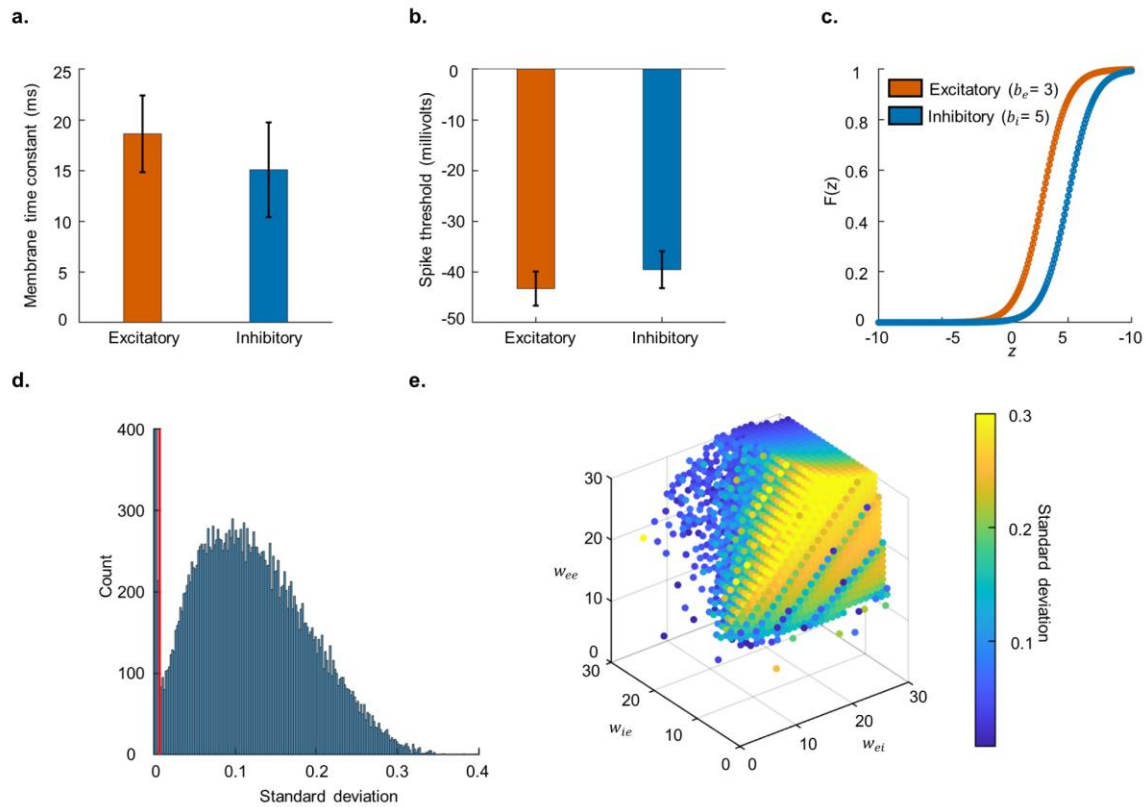 a.
b.
c.
Membrane time constant (ms)
25
20
15
10
5
0
Excitatory
Inhibitory
Spike threshold (millivolts)
0
-10
-20
-30
-40
-50
Excitatory
Inhibitory
F(z)
1
0.8
0.6
0.4
0.2
0
Excitatory (b_e = 3)
Inhibitory (b_i = 5)
-10
-5
0
5
-10
z
d.
e.
Count
400
300
200
100
0
0
0.1
0.2
0.3
0.4
Standard deviation
w_ee
30
20
10
0
30
20
10
0
w_ie
0
10
20
30
w_ei
0.3
0.2
0.1
Standard deviation